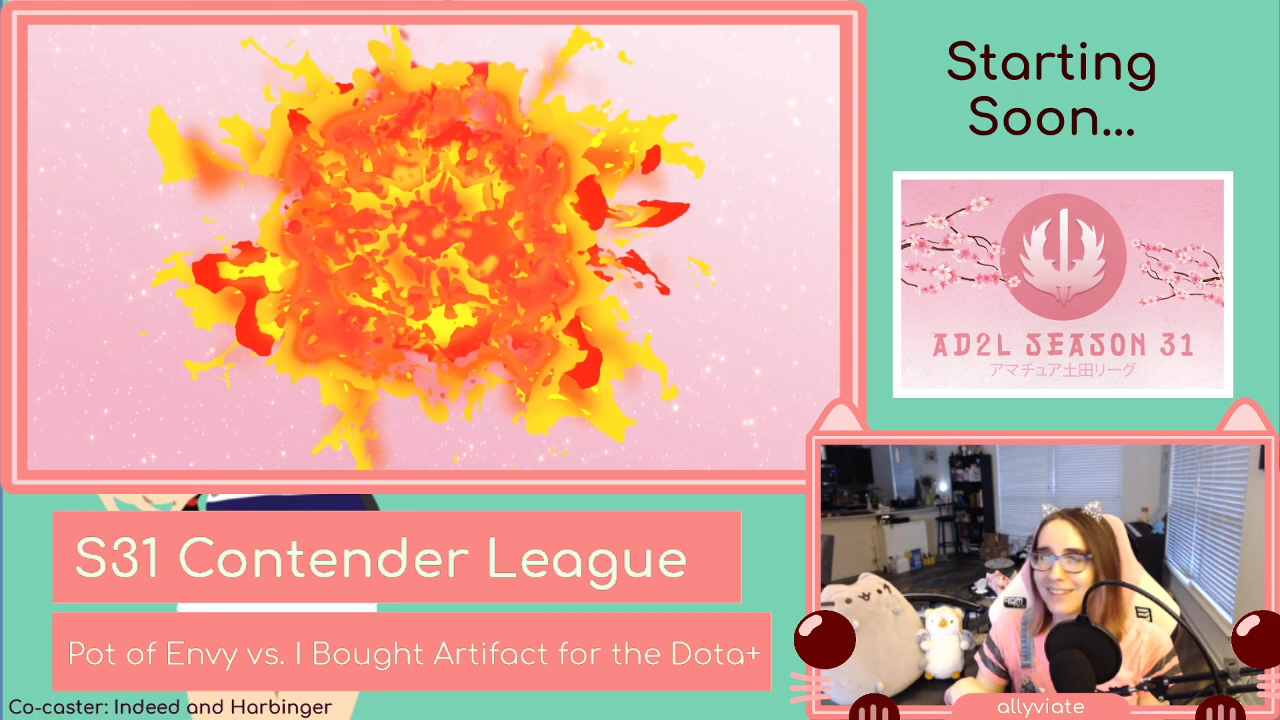 Starting
Soon...
AD2L SEASON 31
アマチュア土田リーグ
S31 Contender League
Pot of Envy vs. I Bought Artifact for the Dota+
Co-caster: Indeed and Harbinger
allyviate